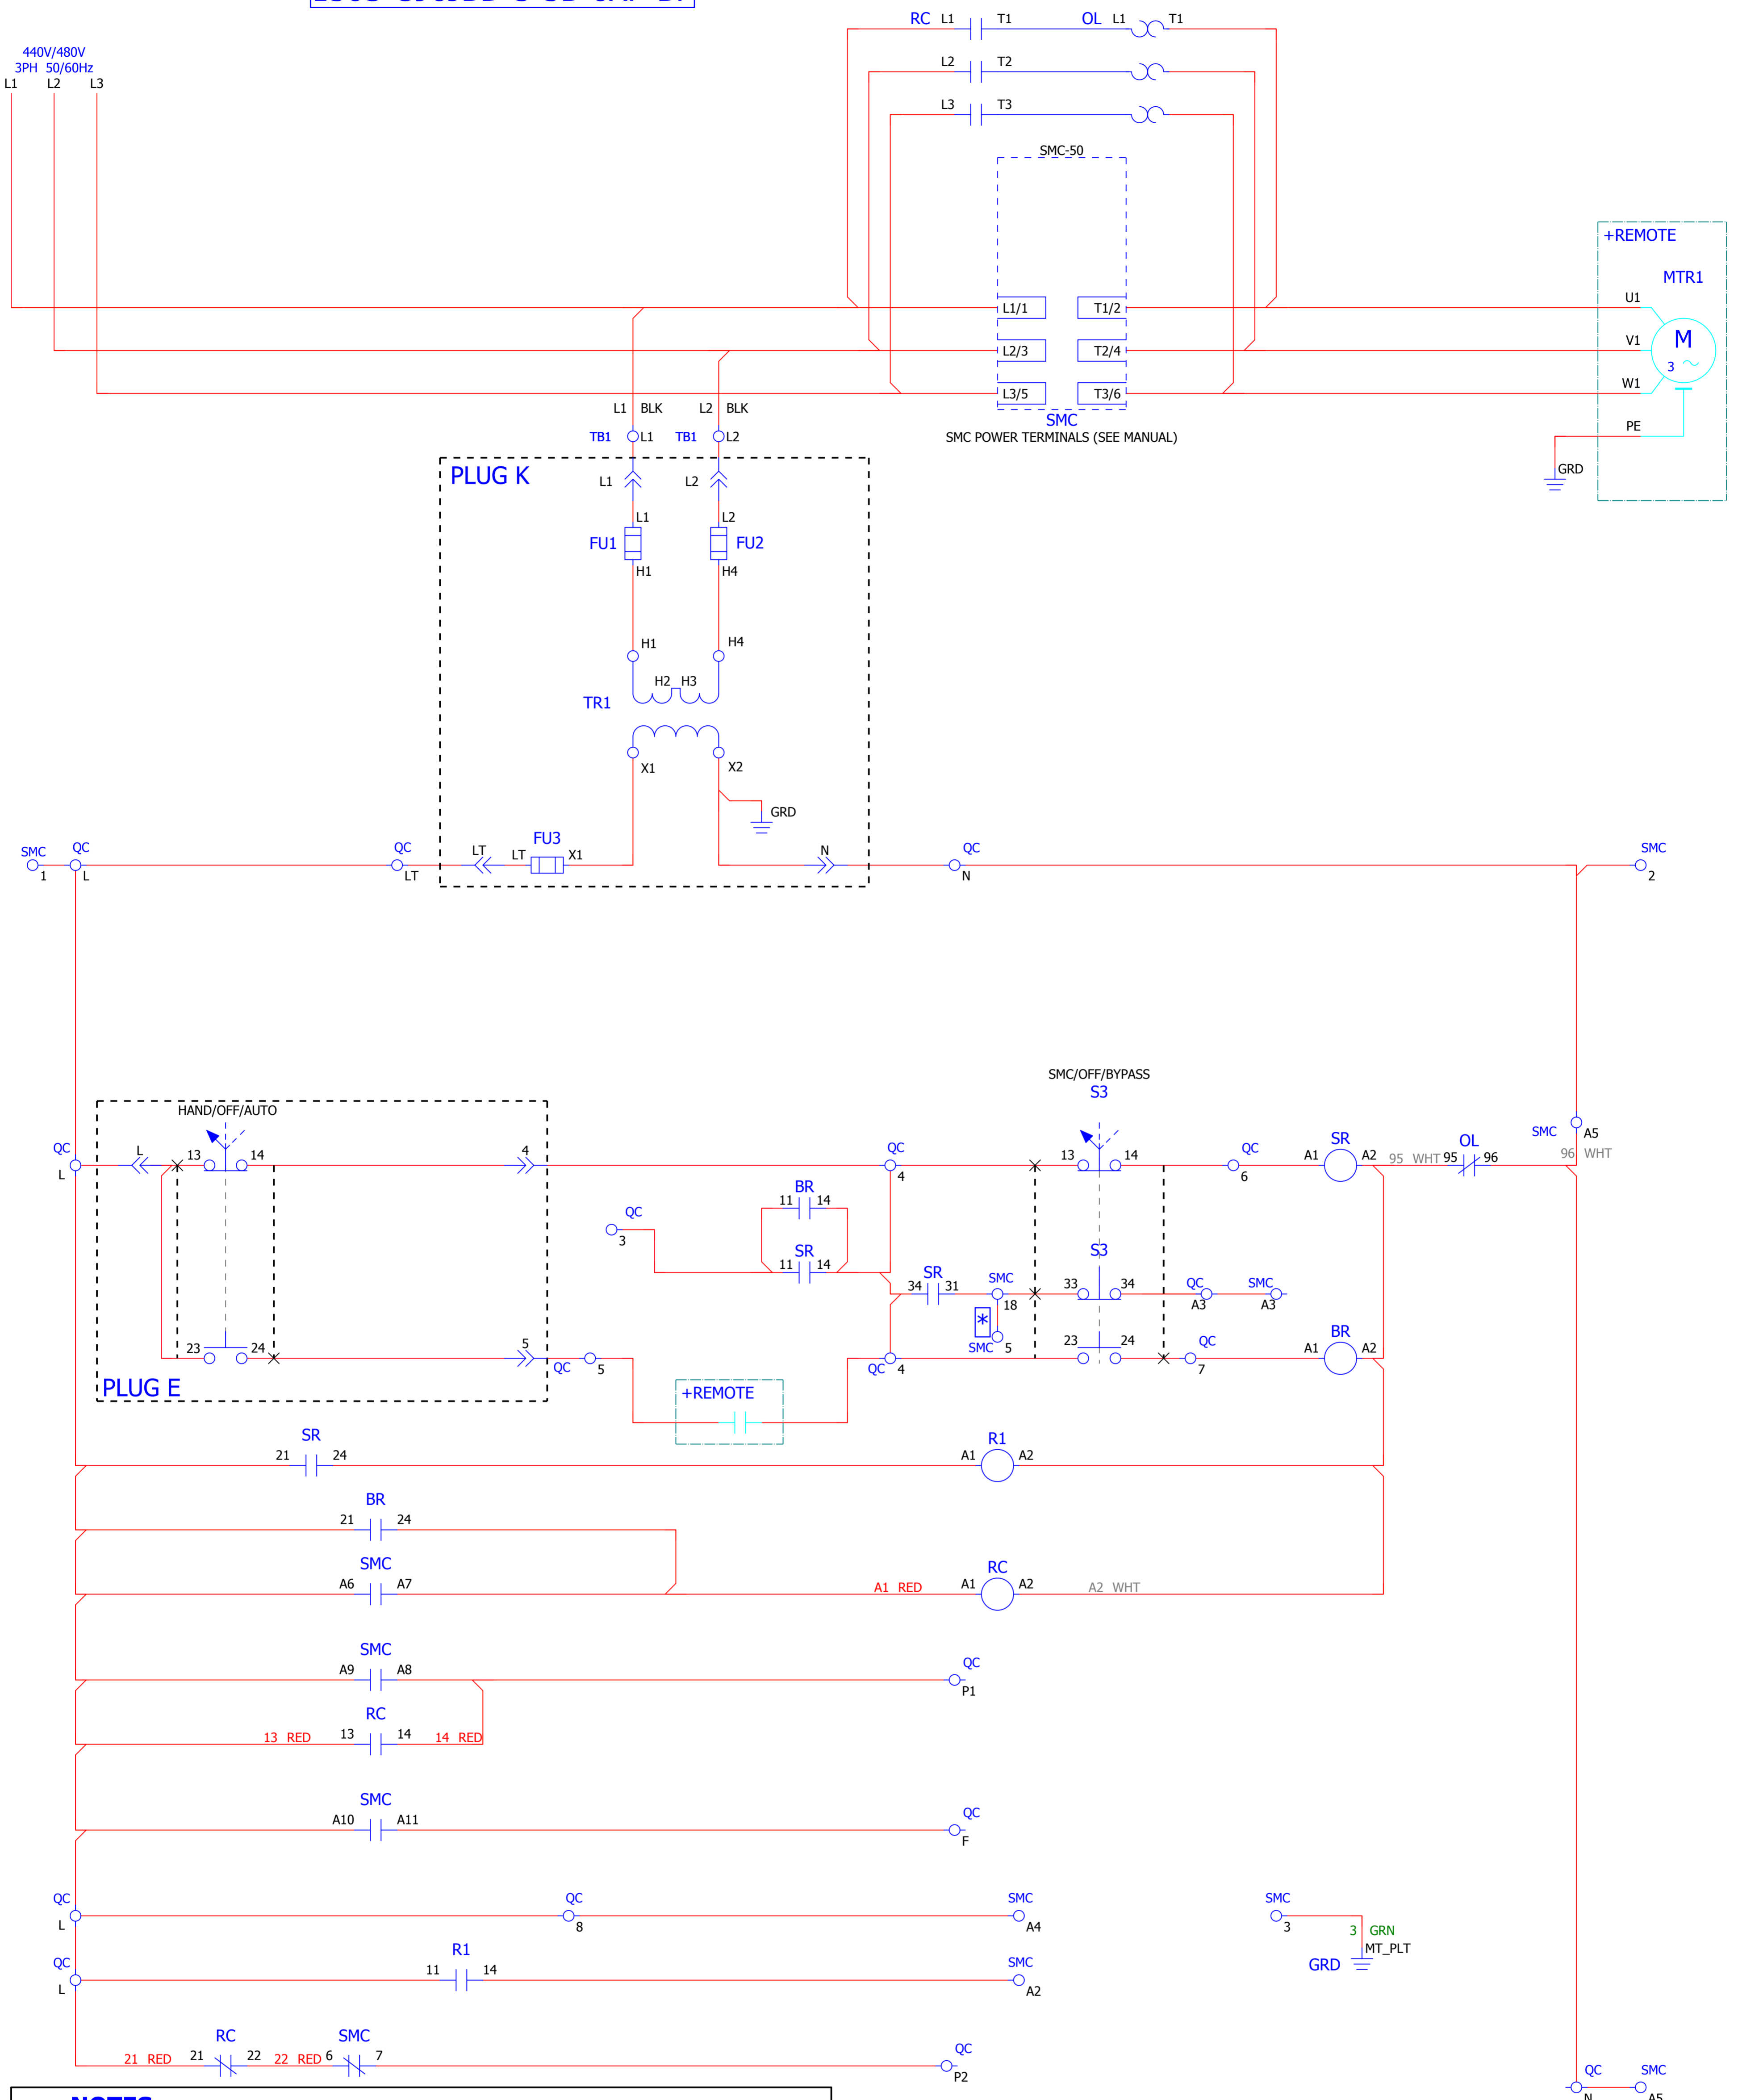 RC L1 T1 OL L1 T1
440V/480V
3PH 50/60Hz
L1 L2 L3
L2 T2
L3 T3
SMC-50
+REMOTE
MTR1
L1/1 T1/2 U1
L2/3 T2/4 V1
M
3
L3/5 T3/6 W1
L1 BLK L2 BLK
SMC
PE
TB1 L1 TB1 L2
SMC POWER TERMINALS (SEE MANUAL)
PLUG K
L1 L2
GRD
L1 L2
FU1 FU2
H1 H4
H1 H4
H2 H3
TR1
X1 X2
GRD
SMC QC QC FU3 QC SMC
LT LT X1 N
1 L LT N 2
SMC/OFF/BYPASS
S3
HAND/OFF/AUTO
SMC A5
QC L 13 14 4 QC 13 14 QC SR OL
A1 A2 95 WHT 95 96 96 WHT
L 4 6
BR
11 14
QC
3
SR
11 14
S3
SR SMC
34 31 33 34 QC SMC
18 A3 A3
*
SMC 5
23 24 5 QC 5 QC 4 23 24 QC 7 A1 BR A2
PLUG E
+REMOTE
SR
21 24
R1
A1 A2
BR
21 24
SMC
A6 A7
RC
A1 RED A1 A2 A2 WHT
SMC
A9 A8
QC
P1
RC
13 RED 13 14 14 RED
SMC
A10 A11
QC
F
QC QC SMC SMC
L 8 A4 3
3 GRN
MT_PLT
GRD
QC R1 SMC
11 14
L A2
RC SMC
21 RED 21 22 22 RED 6 7
QC
P2
QC SMC
N A5
NOTES